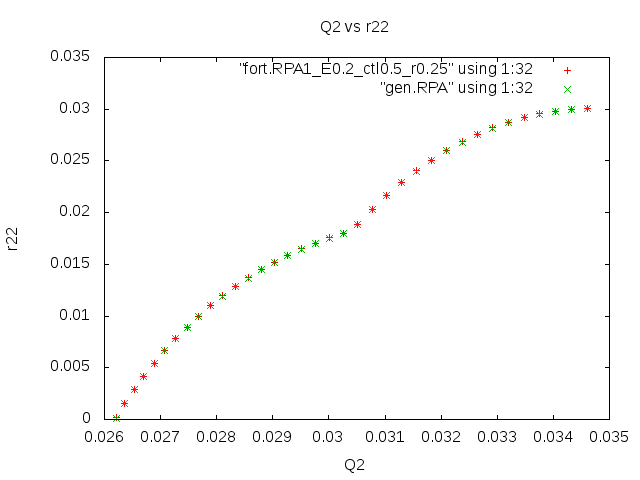 Q2 vs r22
"fort.RPA1_E0.2_ctl0.5_r0.25" using 1:32
"gen.RPA" using 1:32
0.035
0.03
0.025
0.02
0.015
0.01
0.005
0
r22
0.026 0.027 0.028 0.029 0.03 0.031 0.032 0.033 0.034 0.035
Q2